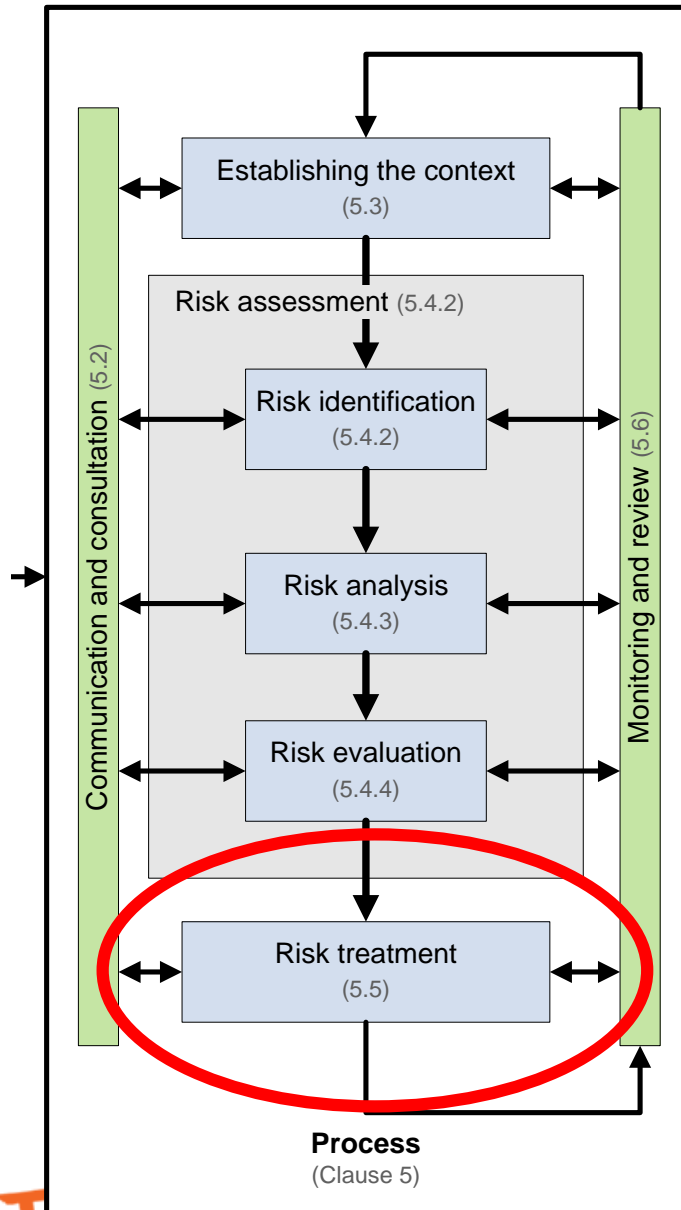 Establishing the context
(5.3)
Risk assessment (5.4.2)
Risk identification
(5.4.2)
Risk analysis
(5.4.3)
Risk evaluation
(5.4.4)
Risk treatment
(5.5)
Communication and consultation (5.2)
Monitoring and review (5.6)
Process
(Clause 5)